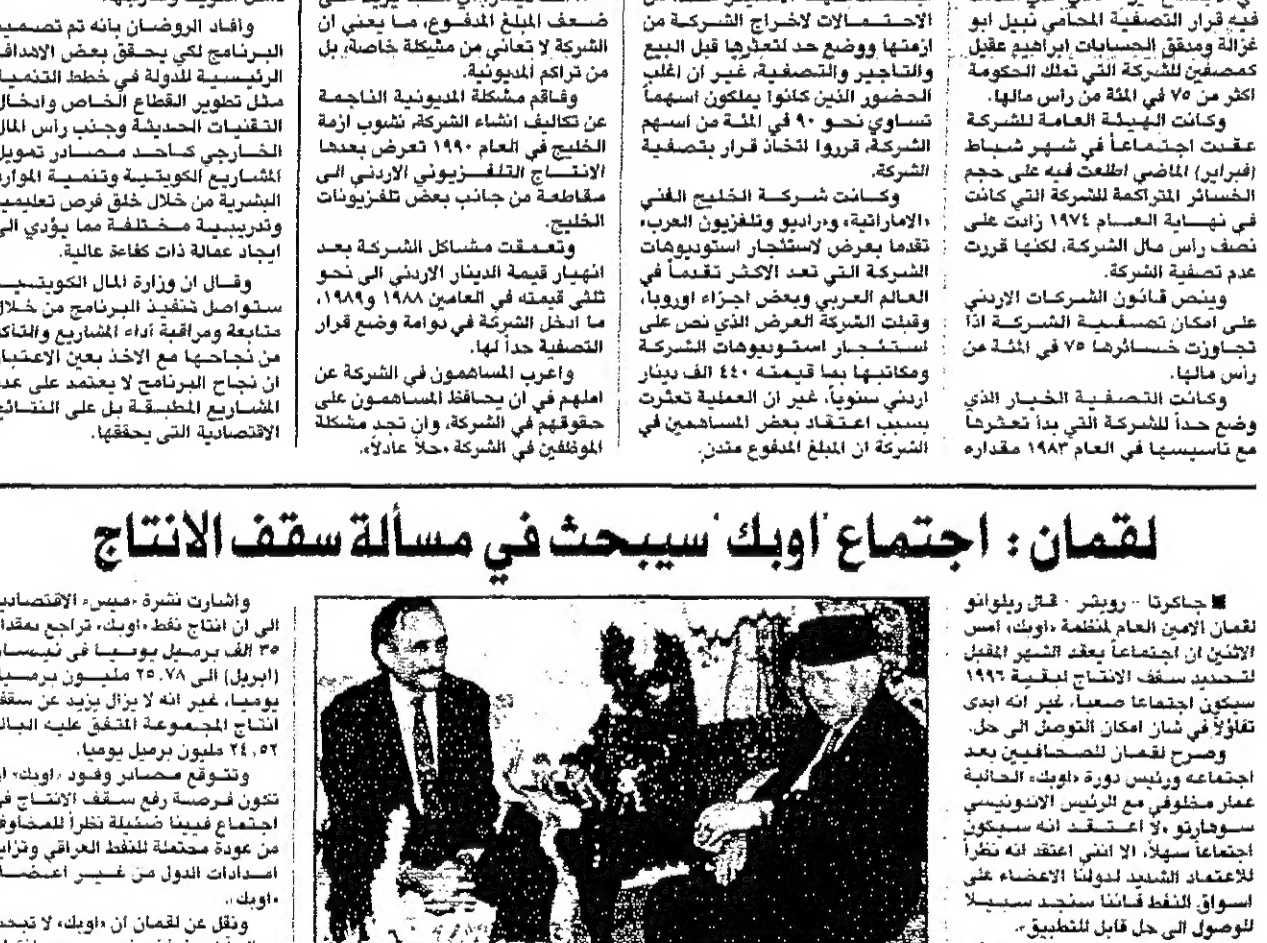 فيه قرار التصفية المحامي نبيل ابو
غزالة ومدقق الحسابات ابراهيم عقيل
كمصفين للشركة التي تملك الحكومة
اكثر من ٧٥ في المئة من رأس مالها.
وكانت الهيئة العامة للشركة
عقدت اجتماعاً في شهر شباط
(فبراير) الماضي اطلعت فيه على حجم
الخسائر المتراكمة للشركة التي كانت
في نهاية العام ١٩٧٤ زادت على
نصف رأس مال الشركة، لكنها قررت
عدم تصفية الشركة.
وينص قانون الشركات الاردني
على امكان تصفية الشركة اذا
تجاوزت خسائرها ٧٥ في المئة من
رأس مالها.
وكانت التصفية الخيار الذي
وضع حداً للشركة التي بدأ تعثرها
مع تأسيسها في العام ١٩٨٣ مقداره
الاحتمالات لاخراج الشركة من
ازمتها ووضع حد لتعثرها قبل البيع
والتاجير والتصفية، غير ان اغلب
الحضور الذين كانوا يملكون اسهماً
تساوي نحو ٩٠ في المئة من اسهم
الشركة، قرروا اتخاذ قرار بتصفية
الشركة.
وكانت شركة الخليج الفني
«الاماراتية» و«راديو وتلفزيون العرب»
تقدما بعرض لاستئجار استوديوهات
الشركة التي تعد الاكثر تقدماً في
العالم العربي وبعض اجزاء اوروبا،
وقبلت الشركة العرض الذي نص على
استئجار استوديوهات الشركة
ومكاتبها بما قيمته ٤٤٠ الف دينار
اردني سنوياً، غير ان العملية تعثرت
بسبب اعتقاد بعض المساهمين في
الشركة ان المبلغ المدفوع متدن.
ضعف المبلغ المدفوع، ما يعني ان
الشركة لا تعاني من مشكلة خاصة، بل
من تراكم المديونية.
وفاقم مشكلة المديونية الناجمة
عن تكاليف انشاء الشركة، نشوب ازمة
الخليج في العام ١٩٩٠ تعرض بعدها
الانتاج التلفزيوني الاردني الى
مقاطعة من جانب بعض تلفزيونات
الخليج.
وتعمقت مشاكل الشركة بعد
انهيار قيمة الدينار الاردني الى نحو
ثلثي قيمته في العامين ١٩٨٨ و١٩٨٩،
ما ادخل الشركة في دوامة وضع قرار
التصفية حداً لها.
واعرب المساهمون في الشركة عن
املهم في ان يحافظ المساهمون على
حقوقهم في الشركة، وان تجد مشكلة
الموظفين في الشركة «حلاً عادلاً».
وأفاد الروضان بأنه تم تصميم
البرنامج لكي يحقق بعض الاهداف
الرئيسية للدولة في خطط التنمية
مثل تطوير القطاع الخاص وادخال
التقنيات الحديثة وجنب رأس المال
الخارجي كاحد مصادر تمويل
المشاريع الكويتية وتنمية الموارد
البشرية من خلال خلق فرص تعليمية
وتدريبية مختلفة مما يؤدي الى
ايجاد عمالة ذات كفاءة عالية.
وقال ان وزارة المال الكويتية
ستواصل تنفيذ البرنامج من خلال
متابعة ومراقبة أداء المشاريع والتأكد
من نجاحها مع الاخذ بعين الاعتبار
ان نجاح البرنامج لا يعتمد على عدد
المشاريع المطبقة بل على النتائج
الاقتصادية التي يحققها.
لقمان : اجتماع "اوبك" سيبحث في مسألة سقف الانتاج
■ جاكرتا - رويتر - قال ريلوانو
لقمان الامين العام لمنظمة «اوبك» امس
الاثنين ان اجتماعاً يعقد الشهر المقبل
لتحديد سقف الانتاج لبقية ١٩٩٦
سيكون اجتماعاً صعباً، غير انه ابدى
تفاؤلاً في شان امكان التوصل الى حل.
وصرح لقمان للصحافيين بعد
اجتماعه ورئيس دورة «اوبك» الحالية
عمار مخلوفي مع الرئيس الاندونيسي
سوهارتو «لا اعتقد انه سيكون
اجتماعاً سهلاً، الا انني اعتقد انه نظراً
للاعتماد الشديد لدولنا الاعضاء على
اسواق النفط فاننا سنجد سبيلا
للوصول الى حل قابل للتطبيق».
واشارت نشرة «ميس» الاقتصادية
الى ان انتاج نفط «اوبك» تراجع بمقدار
٣٥ الف برميل يومياً في نيسان
(ابريل) الى ٢٥,٧٨ مليون برميل
يوميا، غير انه لا يزال يزيد عن سقف
انتاج المجموعة المتفق عليه البالغ
٢٤,٥٢ مليون برميل يوميا.
وتتوقع مصادر وفود «اوبك» ان
تكون فرصة رفع سقف الانتاج في
اجتماع فيينا ضئيلة نظراً للمخاوف
من عودة محتملة للنفط العراقي وتزايد
امدادات الدول من غير اعضاء
«اوبك».
ونقل عن لقمان أن «اوبك» لا تبحث